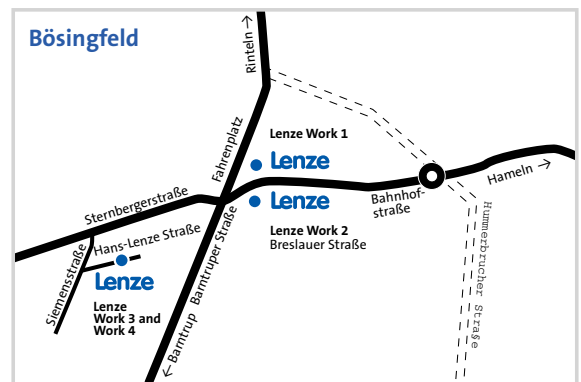 Bösingfeld
Rinteln →
Fahrenplatz
Lenze Work 1
Lenze
Lenze
Lenze Work 2
Breslauer Straße
Bahnhof-
straße
Hameln →
Hummerbrucher Straße
Sternbergerstraße
Hans-Lenze Straße
Siemensstraße
Lenze
Lenze
Work 3 and
Work 4
← Barntrup
Barntruper Straße